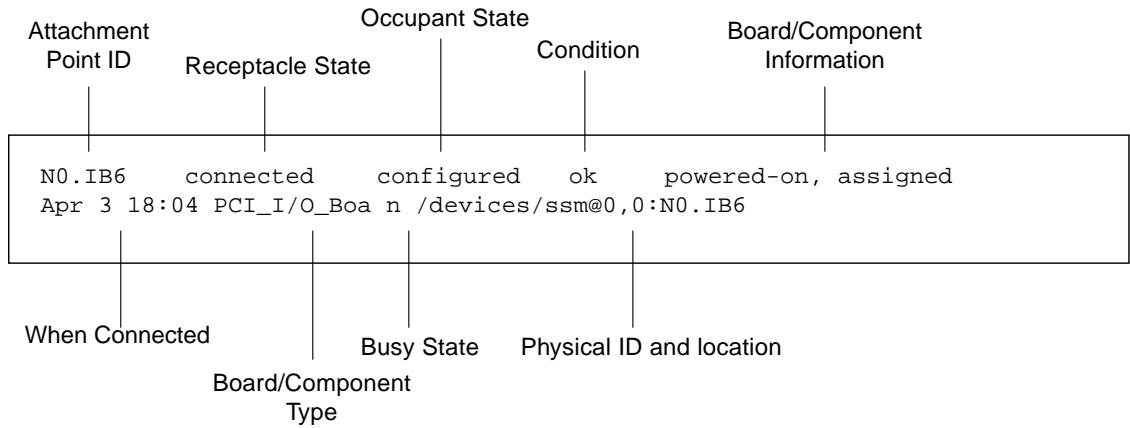 Attachment
Point ID
Receptacle State
Occupant State
Condition
Board/Component
Information
N0.IB6 connected configured ok powered-on, assigned
Apr 3 18:04 PCI_I/O_Boa n /devices/ssm@0,0:N0.IB6
When Connected
Board/Component
Type
Busy State
Physical ID and location